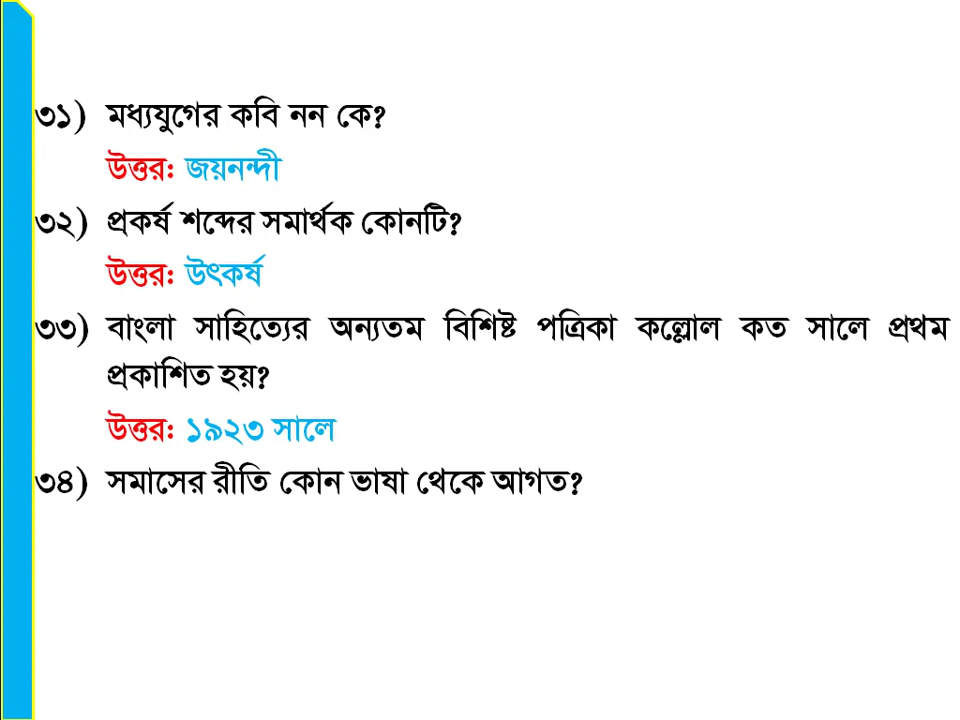 ৩১) মধ্যযুগের কবি নন কে?
উত্তর: জয়নন্দী
৩২) প্রকর্ষ শব্দের সমার্থক কোনটি?
উত্তর: উৎকর্ষ
৩৩) বাংলা সাহিত্যের অন্যতম বিশিষ্ট পত্রিকা কল্লোল কত সালে প্রথম
প্রকাশিত হয়?
উত্তর: ১৯২৩ সালে
৩৪) সমাসের রীতি কোন ভাষা থেকে আগত?